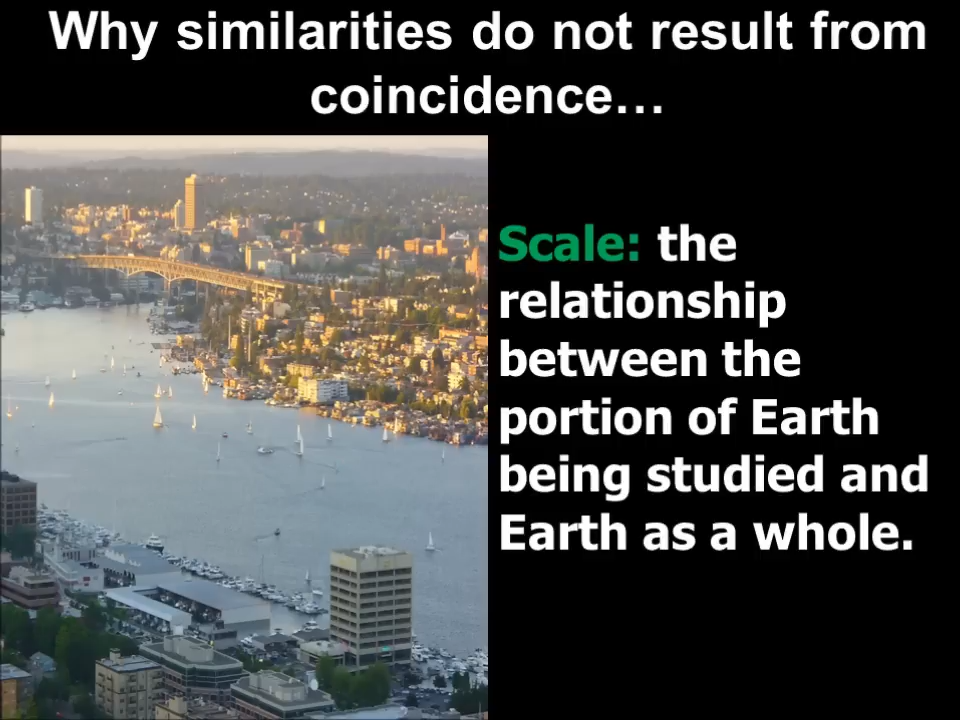 Why similarities do not result from
coincidence…
Scale: the
relationship
between the
portion of Earth
being studied and
Earth as a whole.